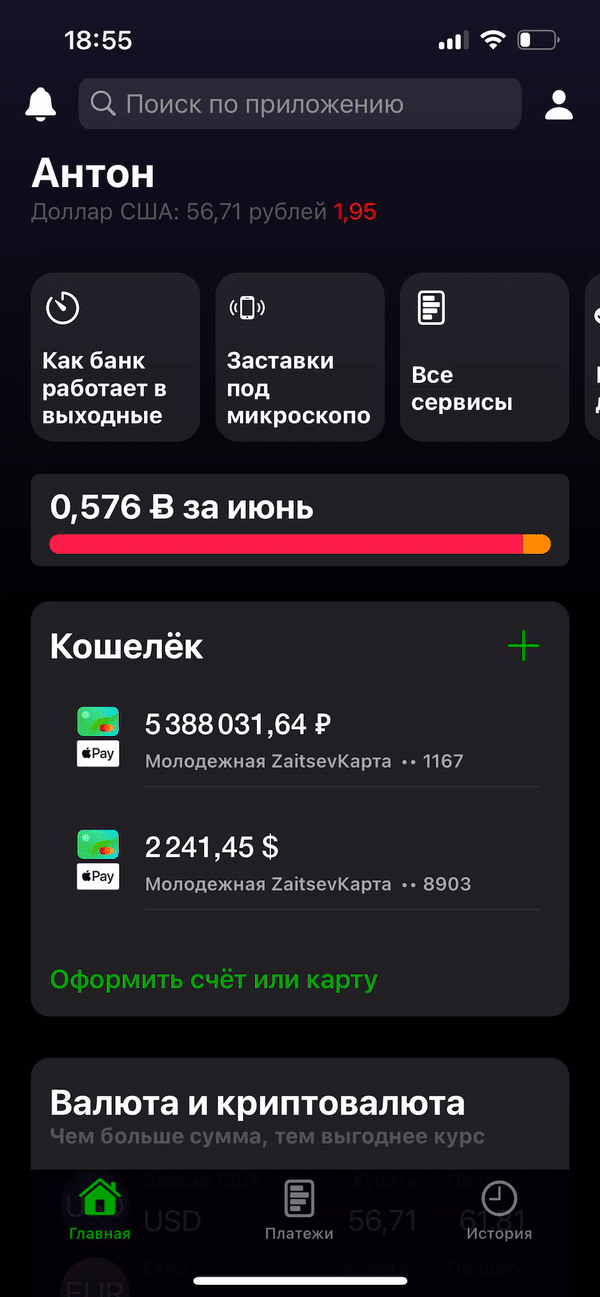 18:55
Поиск по приложению
Антон
Доллар США: 56,71 рублей 1,95
Как банк
работает в
выходные
Заставки
под
микроскопо
Все
сервисы
0,576 Ƀ за июнь
Кошелёк
5 388 031,64 ₽
Pay
Молодежная ZaitsevКарта •• 1167
2 241,45 $
Pay
Молодежная ZaitsevКарта •• 8903
Оформить счёт или карту
Валюта и криптовалюта
Чем больше сумма, тем выгоднее курс
Доллар США Купить
USD 56,71 61,81
Главная Платежи История
Евро Купить Продать
EUR